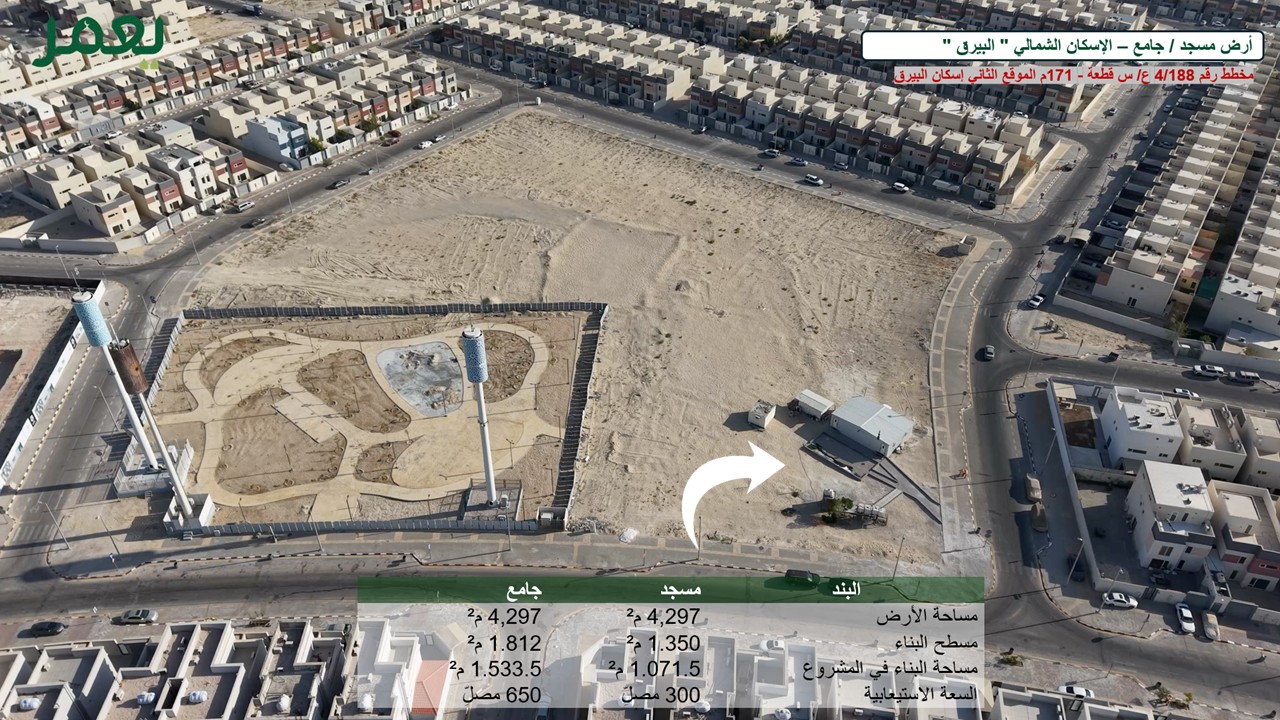 يعمر
أرض مسجد / جامع – الإسكان الشمالي " البيرق "
مخطط رقم 4/188 ع/ س قطعة - 171م الموقع الثاني إسكان البيرق
البند مسجد جامع
مساحة الأرض 4,297 م² 4,297 م²
مسطح البناء 1.350 م² 1.812 م²
مساحة البناء في المشروع 1.071.5 م² 1.533.5 م²
السعة الاستيعابية 300 مصل 650 مصل